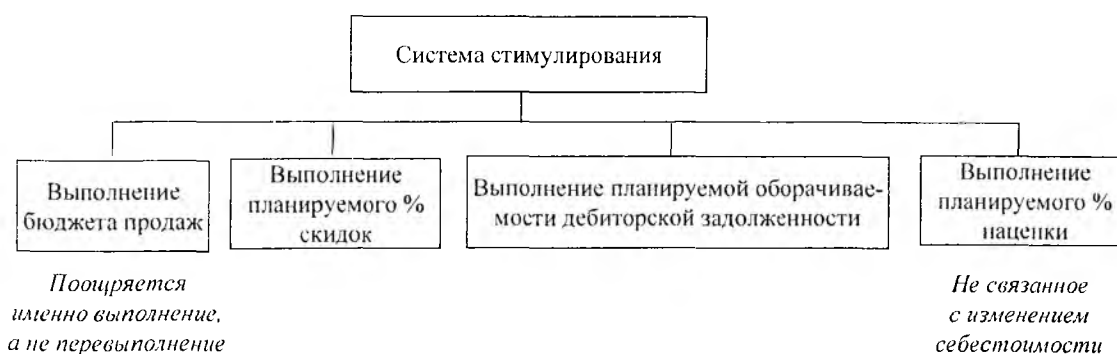 Система стимулирования
Выполнение
бюджета продаж
Выполнение
планируемого %
скидок
Выполнение планируемой оборачивае-
мости дебиторской задолженности
Выполнение
планируемого %
наценки
Поощряется
именно выполнение,
а не перевыполнение
Не связанное
с изменением
себестоимости